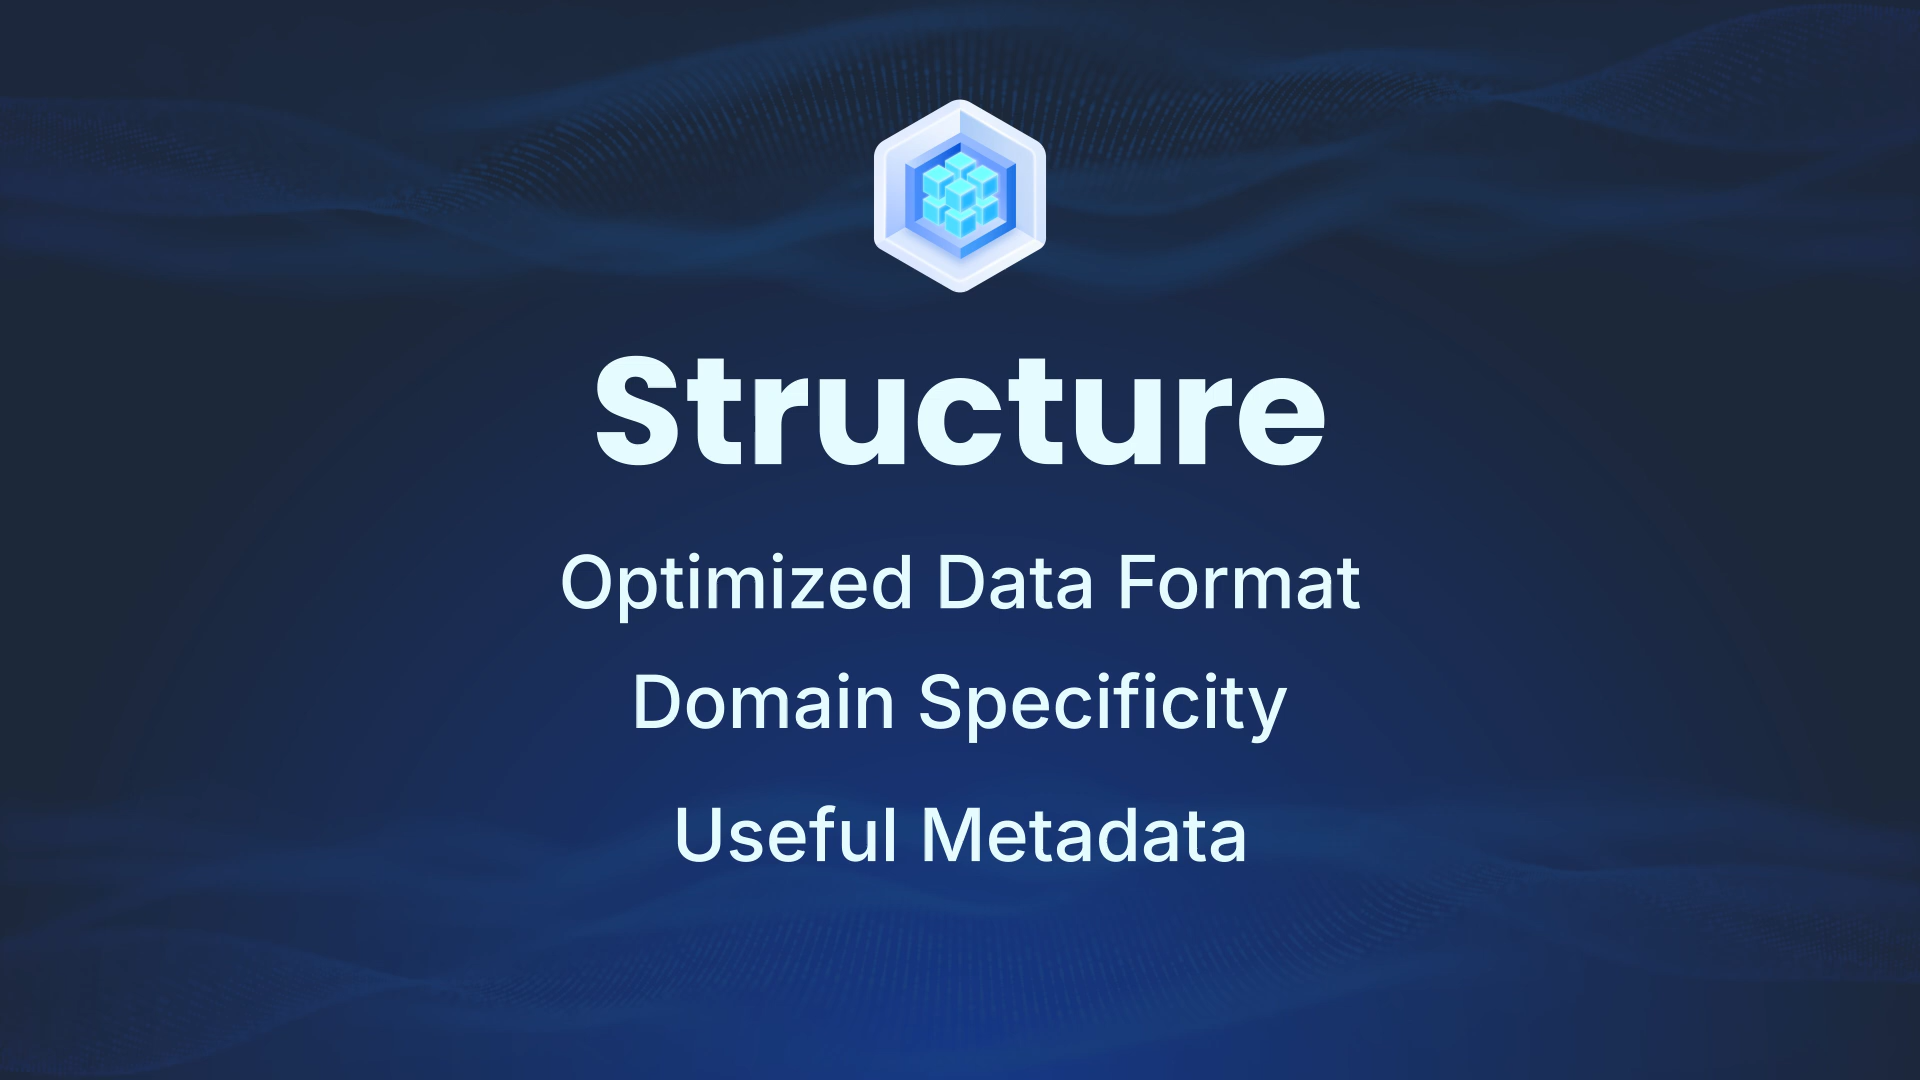 Structure
Optimized Data Format
Domain Specificity
Useful Metadata